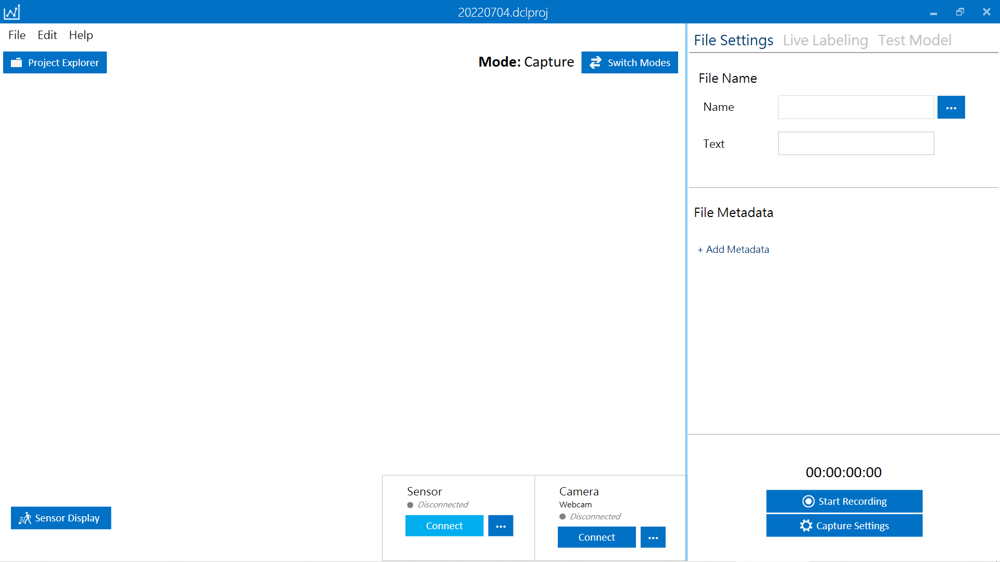 20220704.dclproj
File Edit Help
Project Explorer
Mode: Capture
Switch Modes
File Settings Live Labeling Test Model
File Name
Name
...
Text
File Metadata
+ Add Metadata
Sensor Display
Sensor
Disconnected
Connect
...
Camera
Webcam
Disconnected
Connect
...
00:00:00:00
Start Recording
Capture Settings